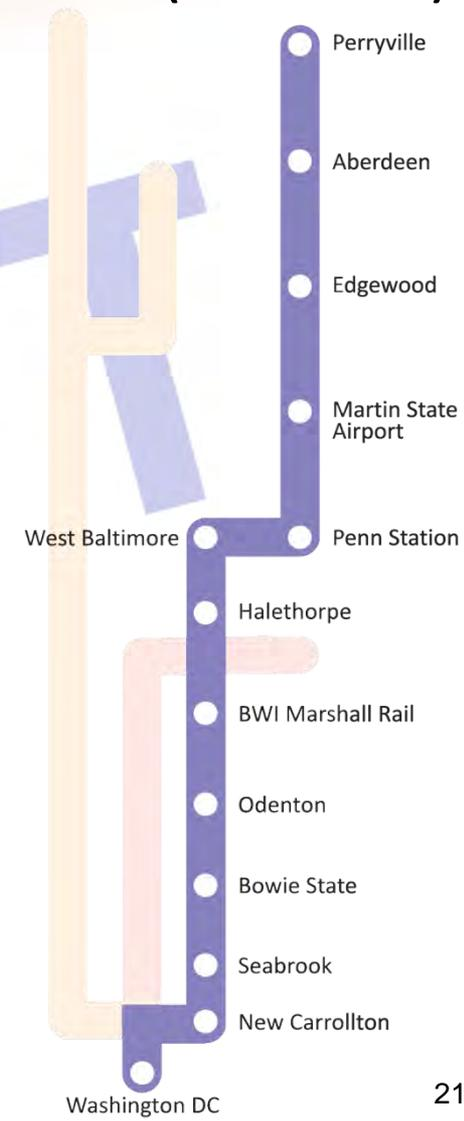 Perryville
Aberdeen
Edgewood
Martin State
Airport
West Baltimore
Penn Station
Halethorpe
BWI Marshall Rail
Odenton
Bowie State
Seabrook
New Carrollton
Washington DC
21